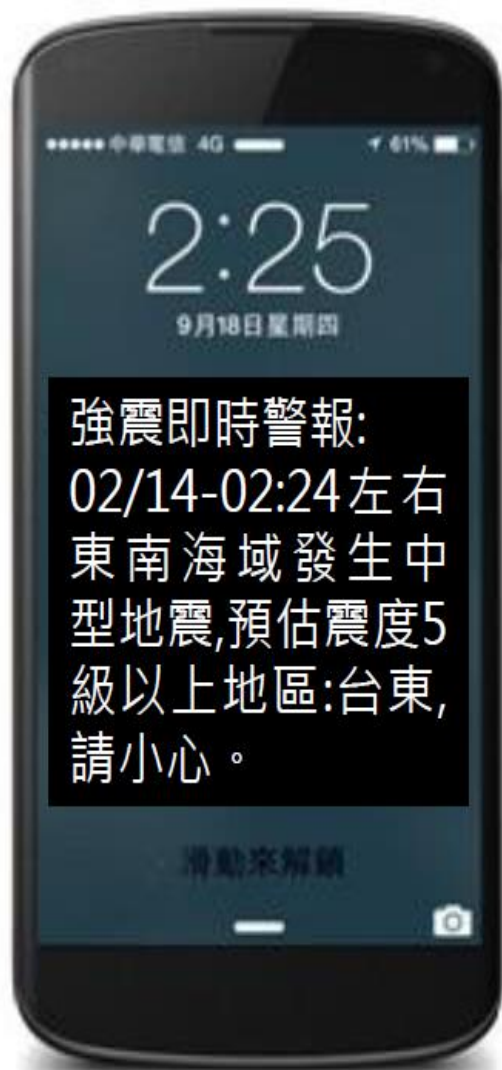 中華電信 4G 61%
2:25
9月18日星期四
強震即時警報:
02/14-02:24左右
東南海域發生中
型地震,預估震度5
級以上地區:台東,
請小心。
滑動來解鎖